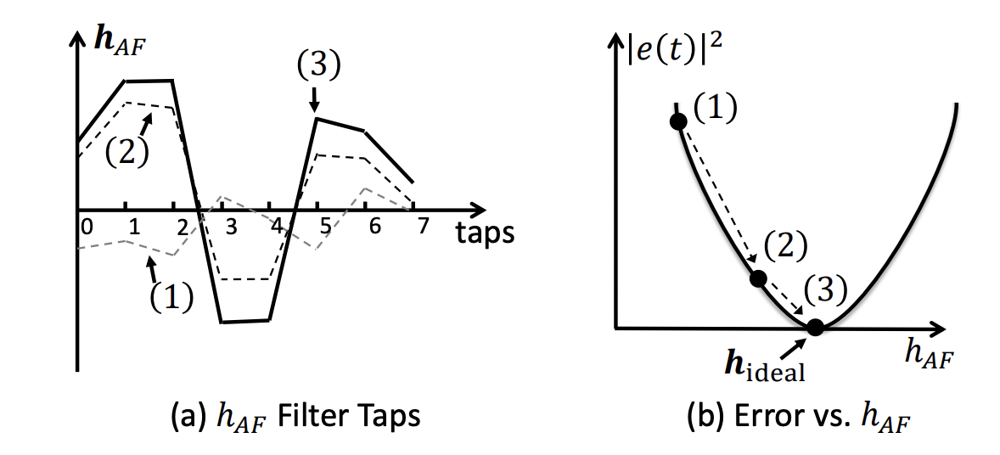 h_AF
(3)
(2)
0 1 2 3 4 5 6 7
taps
(1)
(a) h_AF Filter Taps
|e(t)|²
(1)
(2)
(3)
h_ideal
h_AF
(b) Error vs. h_AF